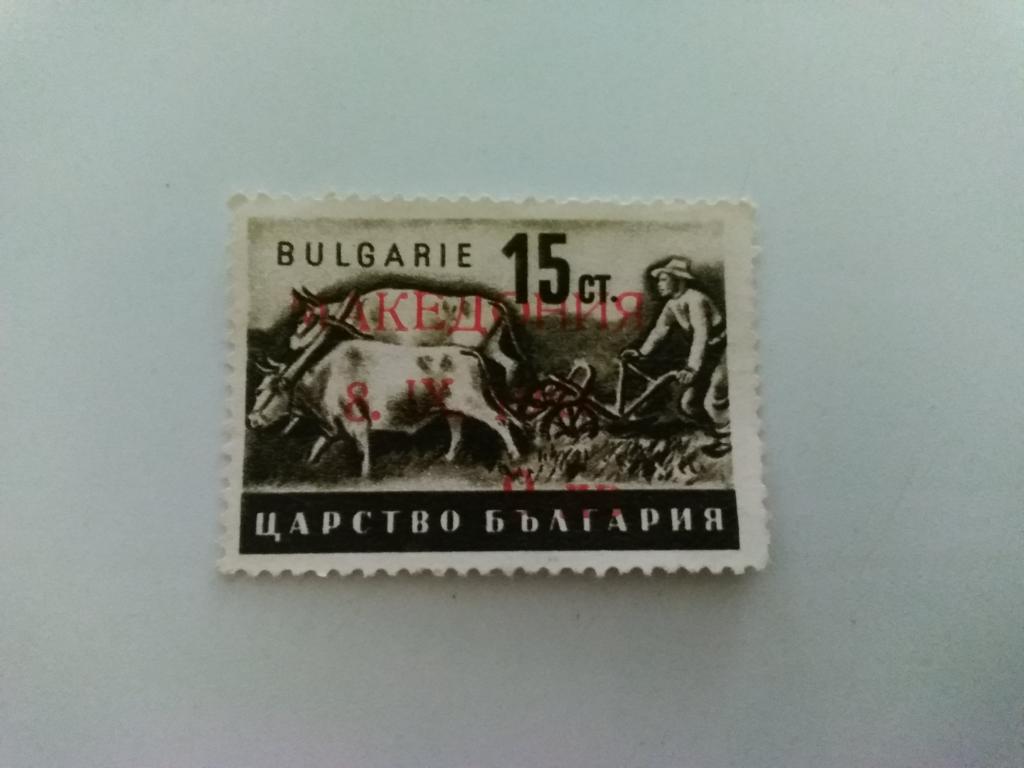 BULGARIE 15 СТ.
МАКЕДОНИЯ
8. IX.
ЦАРСТВО БЪЛГАРИЯ